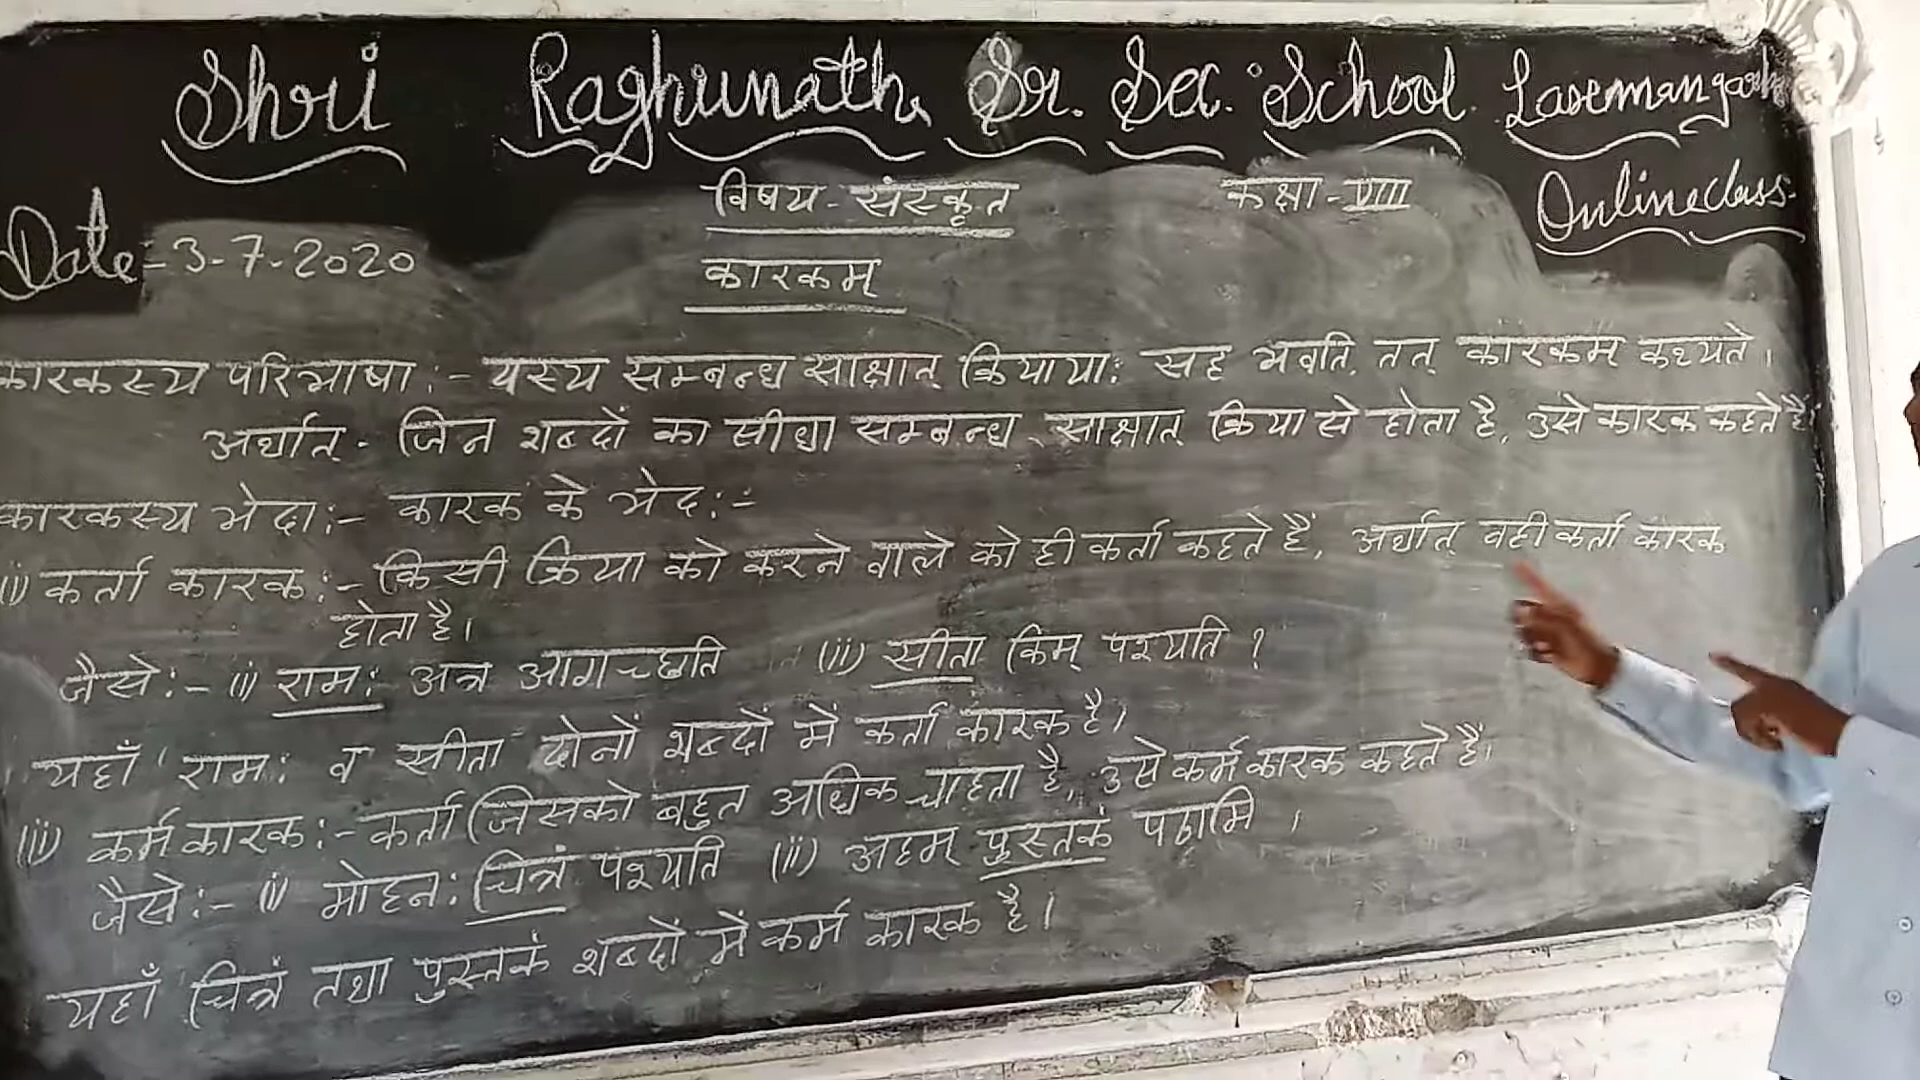 Shri Raghunath Sr. Sec. School Laxemangarh
Date:- 3-7-2020
विषय - संस्कृत
कक्षा - VIII
Online class
कारकम्
कारकस्य परिभाषा :- यस्य सम्बन्ध साक्षात् क्रियाया: सह भवति, तत् कारकम् कथ्यते।
अर्थात् - जिन शब्दों का सीधा सम्बन्ध साक्षात् क्रिया से होता है, उसे कारक कहते हैं।
कारकस्य भेदा:- कारक के भेद:-
(i) कर्ता कारक:- किसी क्रिया को करने वाले को ही कर्ता कहते हैं, अर्थात् वही कर्ता कारक
होता है।
जैसे:- (i) राम: अत्र आगच्छति (ii) सीता किम् पश्यति ?
यहाँ राम: व सीता दोनों शब्दों में कर्ता कारक है।
(ii) कर्म कारक:- कर्ता जिसको बहुत अधिक चाहता है, उसे कर्म कारक कहते हैं।
जैसे:- (i) मोहन: चित्रं पश्यति (ii) अहम् पुस्तकं पठामि ।
यहाँ चित्रं तथा पुस्तकं शब्दों में कर्म कारक है।